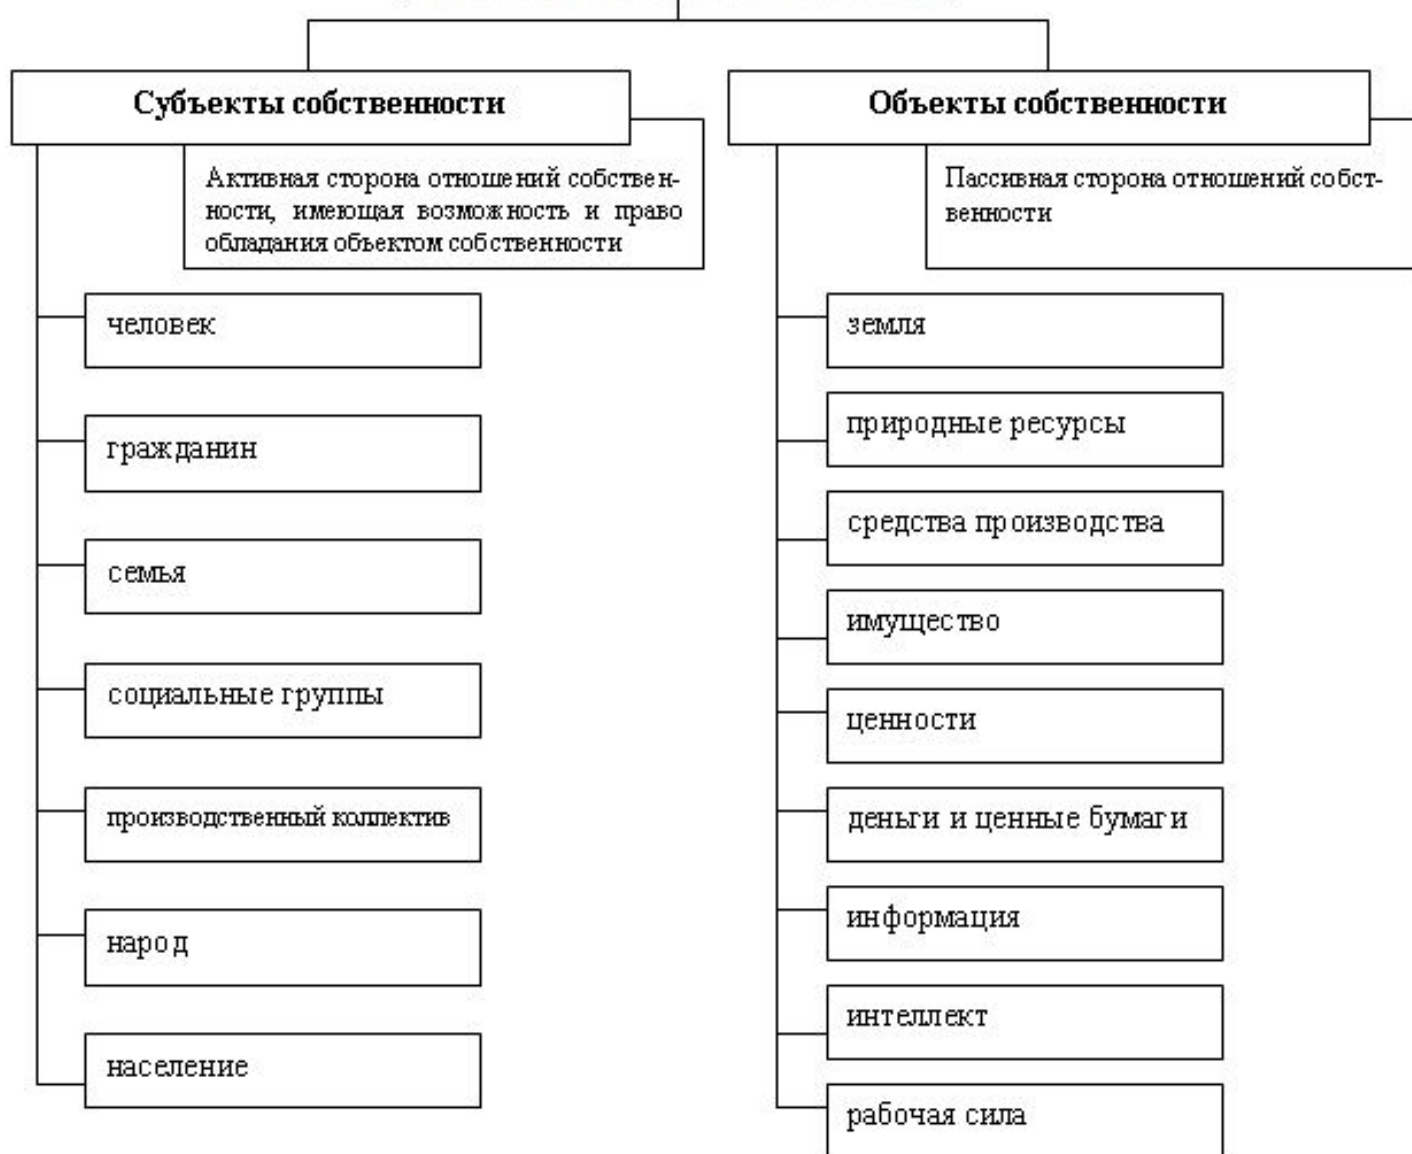 Субъекты собственности
Активная сторона отношений собствен-
ности, имеющая возможность и право
обладания объектом собственности
человек
гражданин
семья
социальные группы
производственный коллектив
народ
население
Объекты собственности
Пассивная сторона отношений собст-
венности
земля
природные ресурсы
средства производства
имущество
ценности
деньги и ценные бумаги
информация
интеллект
рабочая сила